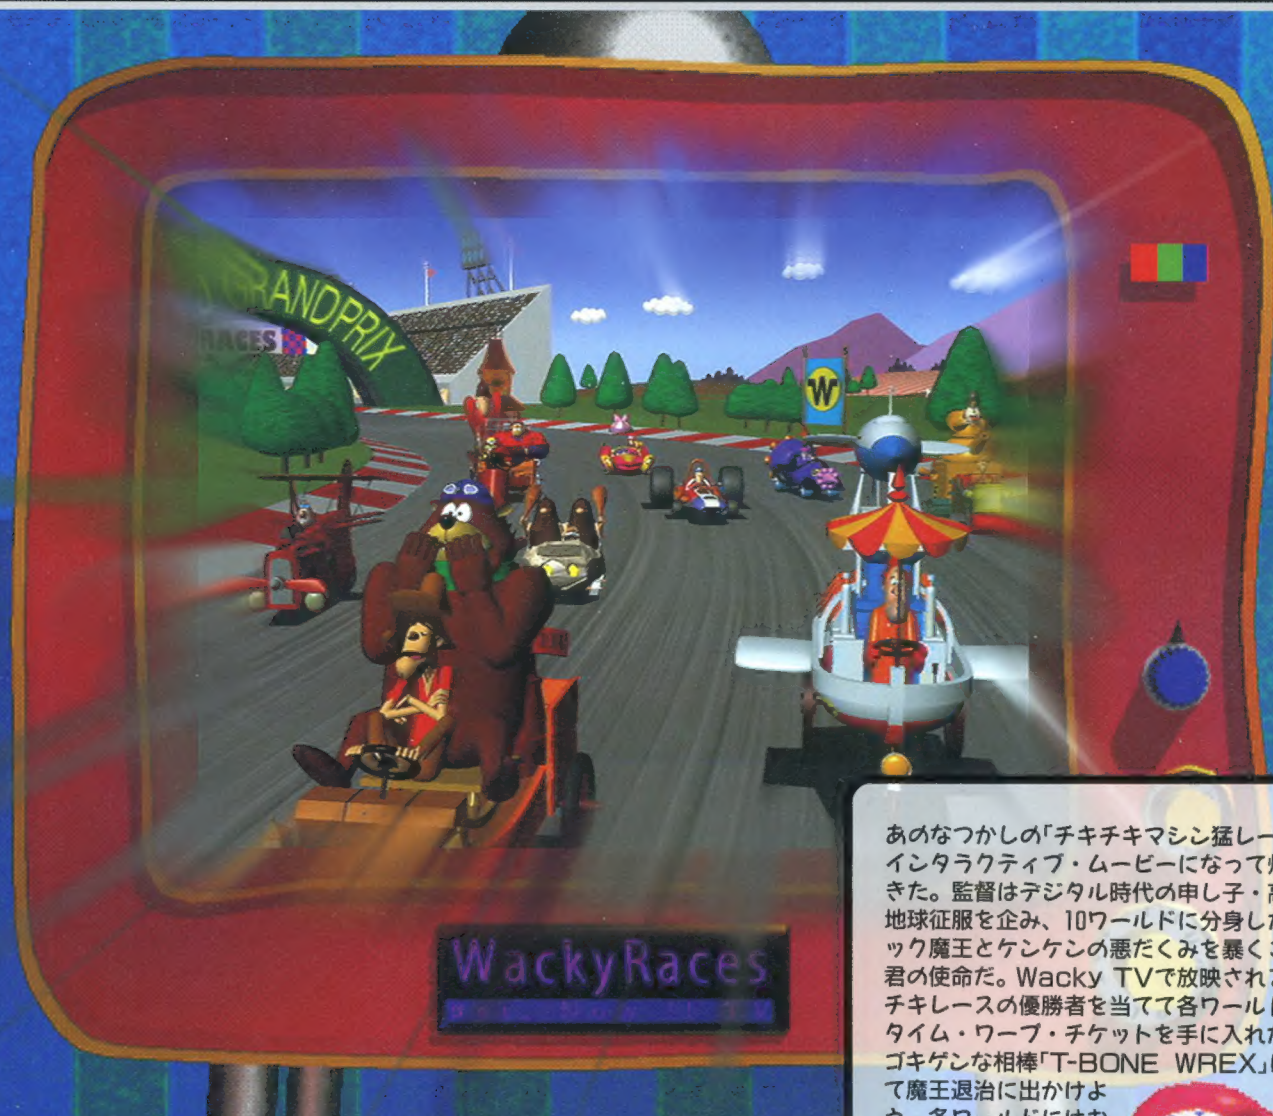 GRANDPRIX
RACES
W
WackyRaces
あのなつかしの「チキチキマシン猛レー
インタラクティブ・ムービーになって
きた。監督はデジタル時代の申し子・
地球征服を企み、10ワールドに分身し
ック魔王とケンケンの悪だくみを暴く
君の使命だ。Wacky TVで放映され
チキレースの優勝者を当てて各ワール
タイム・ワープ・チケットを手に入れ
ゴキゲンな相棒「T-BONE WREX」
て魔王退治に出かけよ